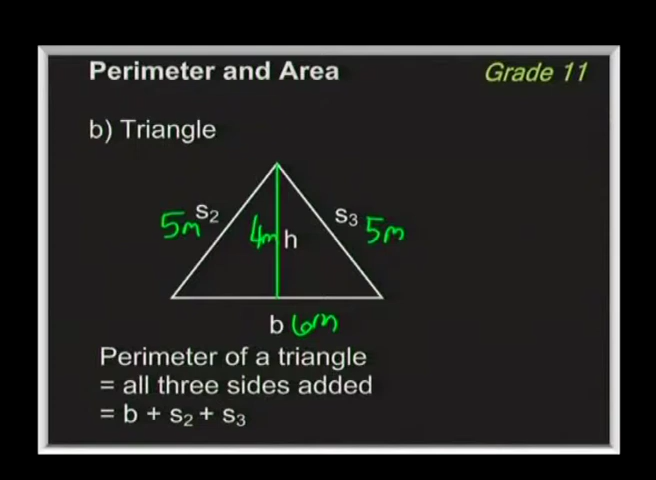 Perimeter and Area
Grade 11
b) Triangle
5m s₂
4m h
s₃ 5m
b 6m
Perimeter of a triangle
= all three sides added
= b + s₂ + s₃